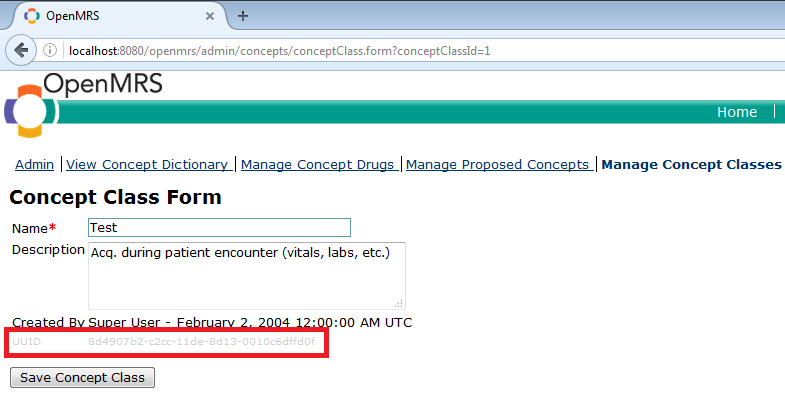 OpenMRS
localhost:8080/openmrs/admin/concepts/conceptClass.form?conceptClassId=1
OpenMRS
Home
Admin View Concept Dictionary Manage Concept Drugs Manage Proposed Concepts Manage Concept Classes
Concept Class Form
Name* Test
Description Acq. during patient encounter (vitals, labs, etc.)
Created By Super User - February 2, 2004 12:00:00 AM UTC
UUID 8d4907b2-c2cc-11de-8d13-0010c6dffd0f
Save Concept Class